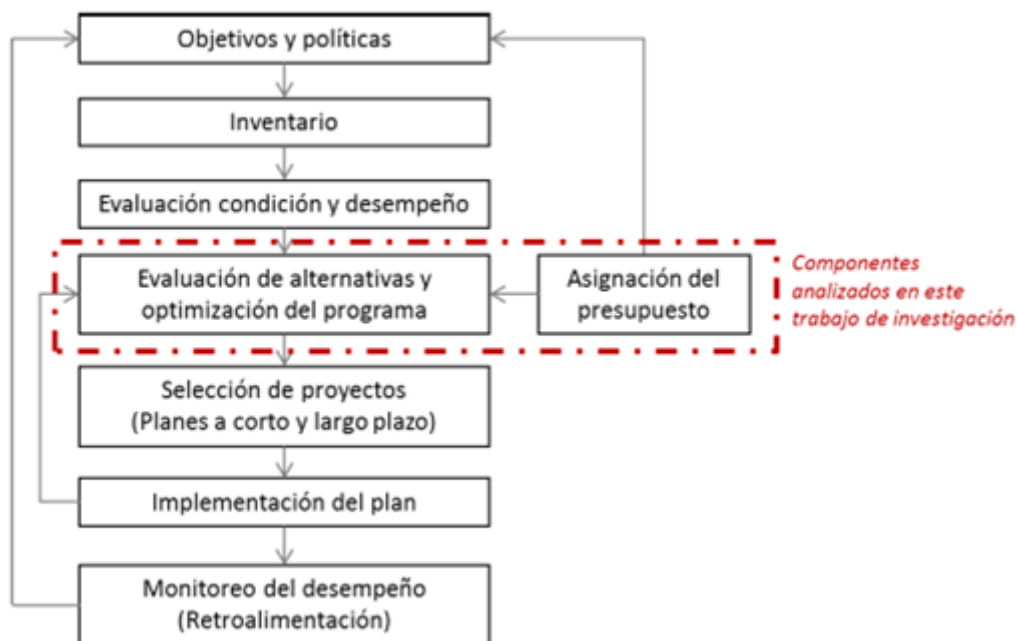 Objetivos y políticas
Inventario
Evaluación condición y desempeño
Evaluación de alternativas y
optimización del programa
Asignación del
presupuesto
Componentes
analizados en este
trabajo de investigación
Selección de proyectos
(Planes a corto y largo plazo)
Implementación del plan
Monitoreo del desempeño
(Retroalimentación)